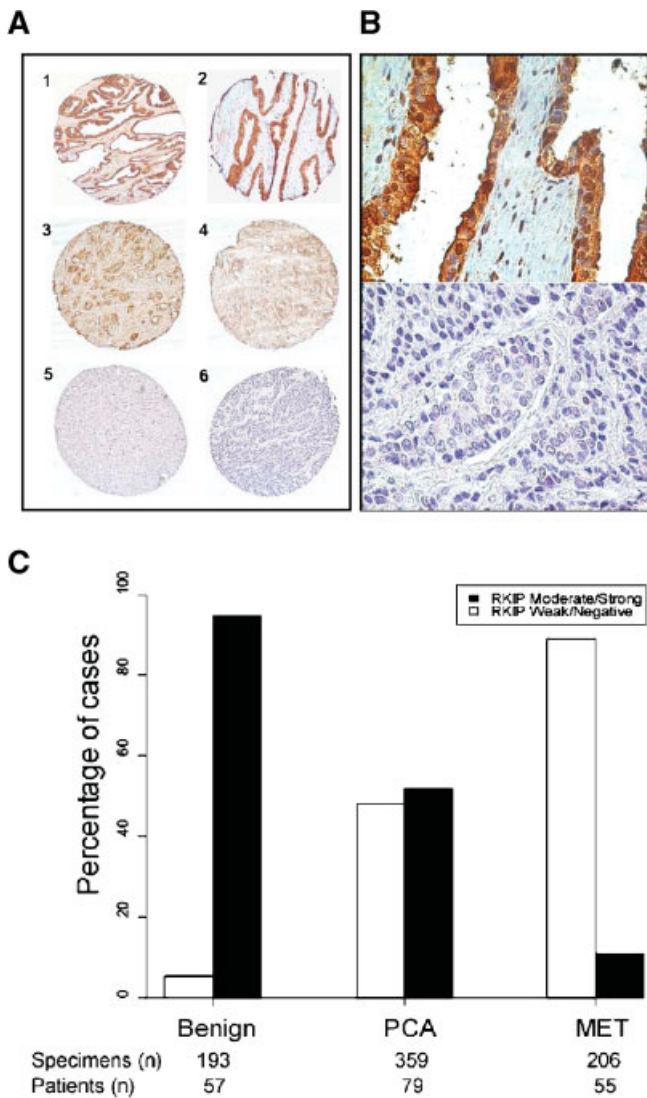 A
B
1
2
3
4
5
6
C
RKIP Moderate/Strong
RKIP Weak/Negative
Percentage of cases
100
80
60
40
20
0
Benign PCA MET
Specimens (n) 193 359 206
Patients (n) 57 79 55